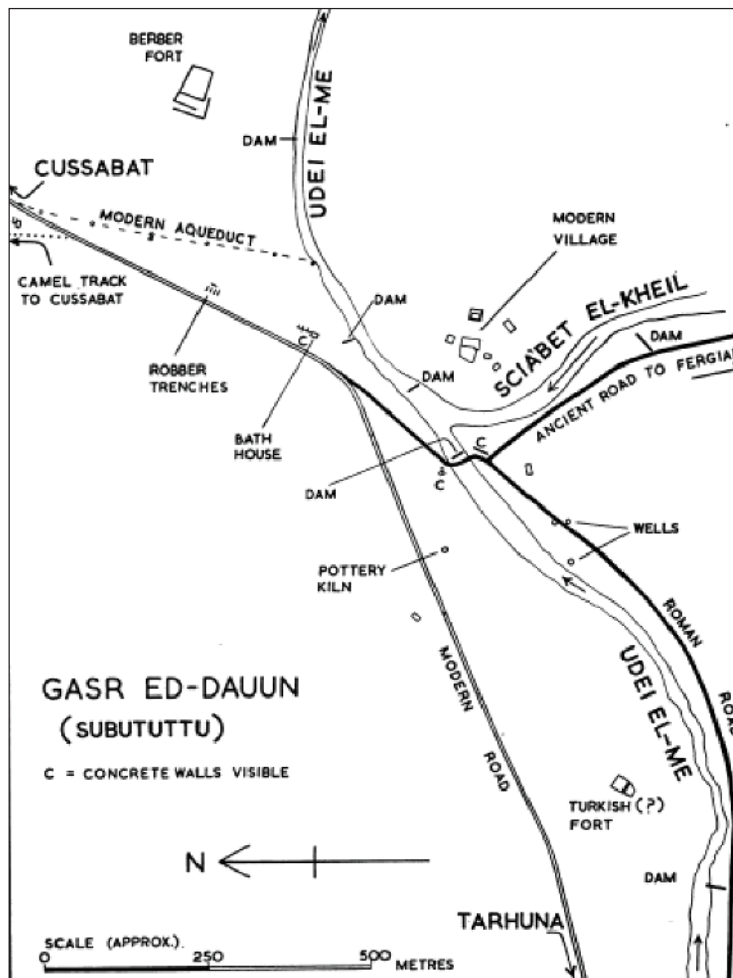 BERBER
FORT
UDEI EL-ME
DAM
CUSSABAT
MODERN AQUEDUCT
MODERN
VILLAGE
CAMEL TRACK
TO CUSSABAT
SCIABET EL-KHEIL
DAM
DAM
ROBBER
TRENCHES
C
DAM
ANCIENT ROAD TO FERGIAN
BATH
HOUSE
C
DAM
C
WELLS
POTTERY
KILN
ROMAN
ROAD
MODERN
ROAD
UDEI EL-ME
GASR ED-DAUUN
(SUBUTUTTU)
C = CONCRETE WALLS VISIBLE
TURKISH (?)
FORT
N
DAM
TARHUNA
SCALE (APPROX.)
0 250 500 METRES